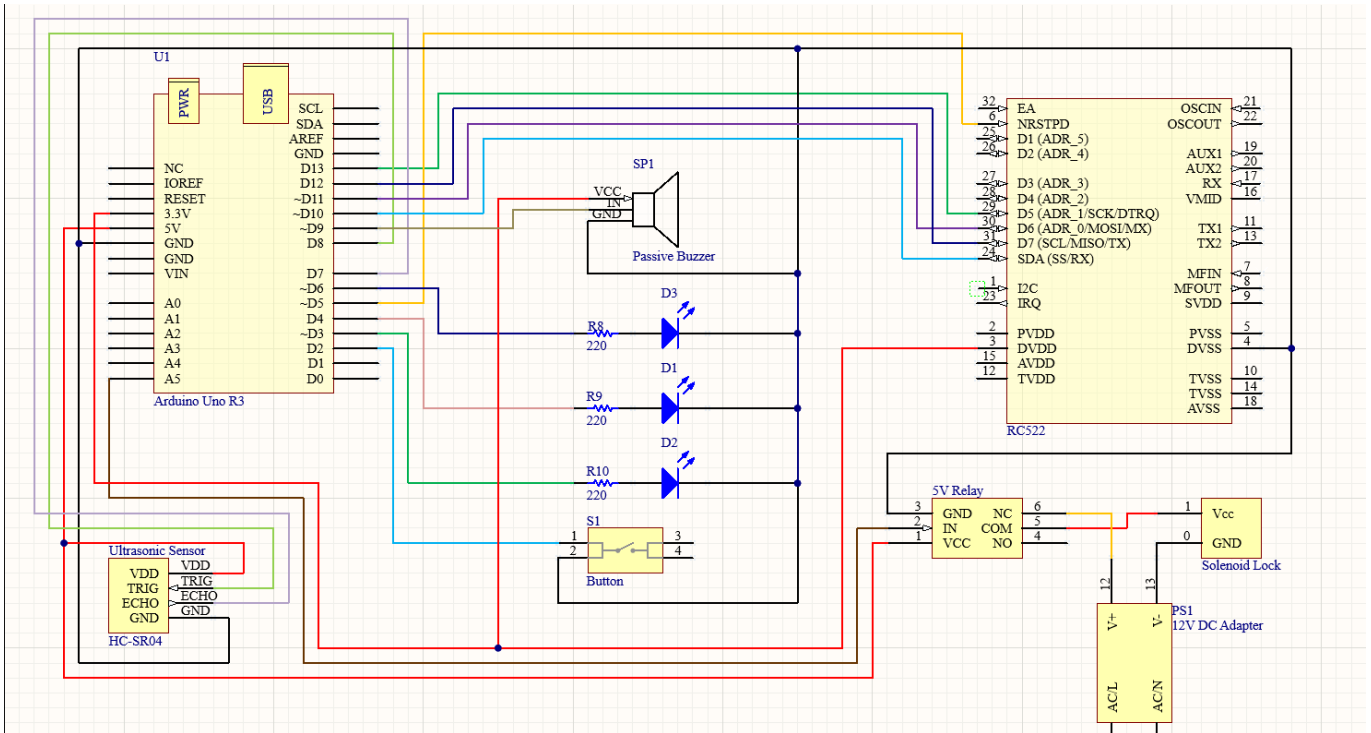 U1
PWR
USB
SCL
SDA
AREF
GND
NC
D13
IOREF
D12
RESET
~D11
3.3V
~D10
5V
~D9
GND
D8
GND
VIN
D7
~D6
A0
~D5
A1
D4
A2
~D3
A3
D2
A4
D1
A5
D0
Arduino Uno R3
SP1
VCC
IN
GND
Passive Buzzer
D3
R8
220
D1
R9
220
D2
R10
220
S1
1
2
3
4
Button
32 EA
6 NRSTPD
25 D1 (ADR_5)
26 D2 (ADR_4)
27 D3 (ADR_3)
28 D4 (ADR_2)
29 D5 (ADR_1/SCK/DTRQ)
30 D6 (ADR_0/MOSI/MX)
31 D7 (SCL/MISO/TX)
24 SDA (SS/RX)
1 I2C
23 IRQ
2 PVDD
3 DVDD
15 AVDD
12 TVDD
OSCIN 21
OSCOUT 22
AUX1 19
AUX2 20
RX 17
VMID 16
TX1 11
TX2 13
MFIN 7
MFOUT 8
SVDD 9
PVSS 5
DVSS 4
TVSS 10
TVSS 14
AVSS 18
RC522
5V Relay
3 GND NC 6
2 IN COM 5
1 VCC NO 4
1 Vcc
0 GND
Solenoid Lock
12
13
PS1
12V DC Adapter
V+
V-
AC/L
AC/N
Ultrasonic Sensor
VDD VDD
TRIG TRIG
ECHO ECHO
GND GND
HC-SR04